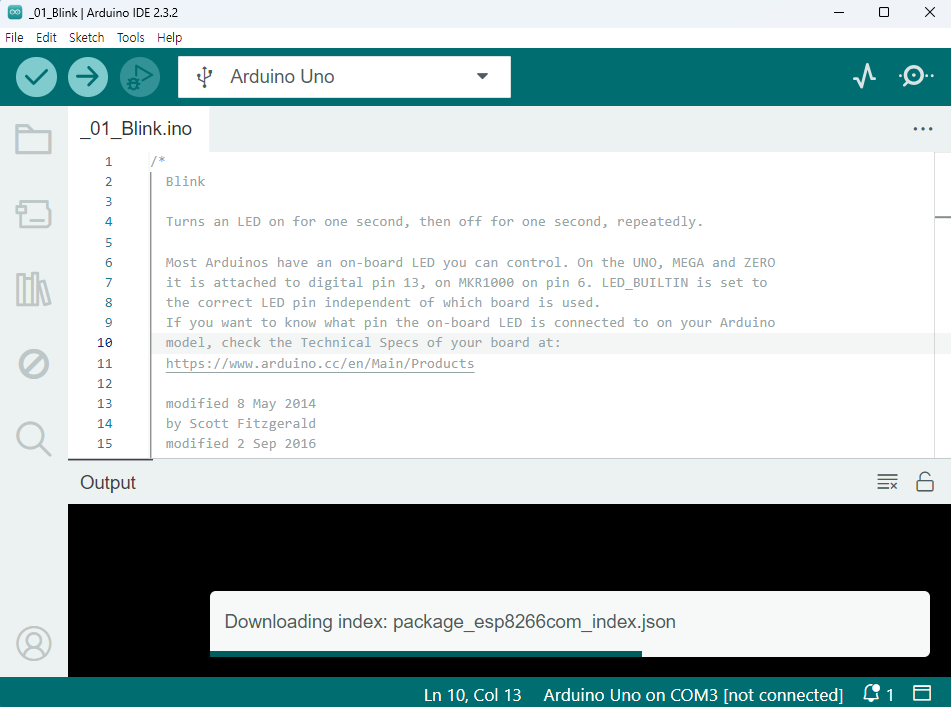 _01_Blink | Arduino IDE 2.3.2
File Edit Sketch Tools Help
Arduino Uno
_01_Blink.ino
1 /*
2 Blink
3
4 Turns an LED on for one second, then off for one second, repeatedly.
5
6 Most Arduinos have an on-board LED you can control. On the UNO, MEGA and ZERO
7 it is attached to digital pin 13, on MKR1000 on pin 6. LED_BUILTIN is set to
8 the correct LED pin independent of which board is used.
9 If you want to know what pin the on-board LED is connected to on your Arduino
10 model, check the Technical Specs of your board at:
11 https://www.arduino.cc/en/Main/Products
12
13 modified 8 May 2014
14 by Scott Fitzgerald
15 modified 2 Sep 2016
Output
Downloading index: package_esp8266com_index.json
Ln 10, Col 13 Arduino Uno on COM3 [not connected] 1